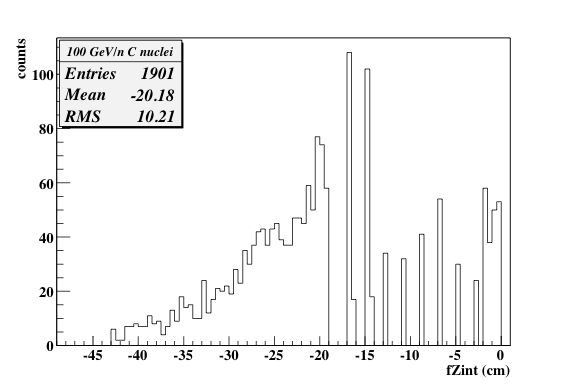 counts
100 GeV/n C nuclei
Entries 1901
Mean -20.18
RMS 10.21
100
80
60
40
20
0
-45 -40 -35 -30 -25 -20 -15 -10 -5 0
fZint (cm)